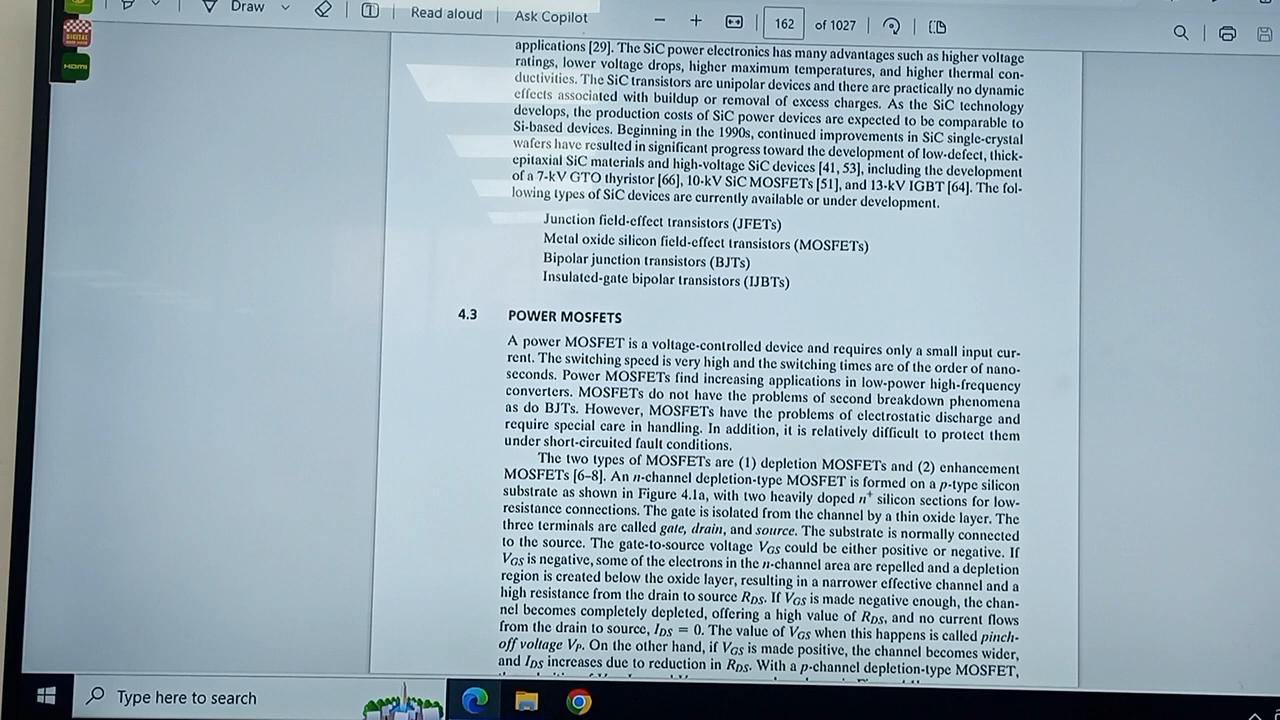 Draw
Read aloud
Ask Copilot
162
of 1027
DIGITAL
HDMI
applications [29]. The SiC power electronics has many advantages such as higher voltage
ratings, lower voltage drops, higher maximum temperatures, and higher thermal con-
ductivities. The SiC transistors are unipolar devices and there are practically no dynamic
effects associated with buildup or removal of excess charges. As the SiC technology
develops, the production costs of SiC power devices are expected to be comparable to
Si-based devices. Beginning in the 1990s, continued improvements in SiC single-crystal
wafers have resulted in significant progress toward the development of low-defect, thick-
epitaxial SiC materials and high-voltage SiC devices [41, 53], including the development
of a 7-kV GTO thyristor [66], 10-kV SiC MOSFETs [51], and 13-kV IGBT [64]. The fol-
lowing types of SiC devices are currently available or under development.
Junction field-effect transistors (JFETs)
Metal oxide silicon field-effect transistors (MOSFETs)
Bipolar junction transistors (BJTs)
Insulated-gate bipolar transistors (IJBTs)
4.3 POWER MOSFETS
A power MOSFET is a voltage-controlled device and requires only a small input cur-
rent. The switching speed is very high and the switching times are of the order of nano-
seconds. Power MOSFETs find increasing applications in low-power high-frequency
converters. MOSFETs do not have the problems of second breakdown phenomena
as do BJTs. However, MOSFETs have the problems of electrostatic discharge and
require special care in handling. In addition, it is relatively difficult to protect them
under short-circuited fault conditions.
The two types of MOSFETs are (1) depletion MOSFETs and (2) enhancement
MOSFETs [6–8]. An n-channel depletion-type MOSFET is formed on a p-type silicon
substrate as shown in Figure 4.1a, with two heavily doped n⁺ silicon sections for low-
resistance connections. The gate is isolated from the channel by a thin oxide layer. The
three terminals are called gate, drain, and source. The substrate is normally connected
to the source. The gate-to-source voltage VGS could be either positive or negative. If
VGS is negative, some of the electrons in the n-channel area are repelled and a depletion
region is created below the oxide layer, resulting in a narrower effective channel and a
high resistance from the drain to source RDS. If VGS is made negative enough, the chan-
nel becomes completely depleted, offering a high value of RDS, and no current flows
from the drain to source, IDS = 0. The value of VGS when this happens is called pinch-
off voltage VP. On the other hand, if VGS is made positive, the channel becomes wider,
and IDS increases due to reduction in RDS. With a p-channel depletion-type MOSFET,
Type here to search